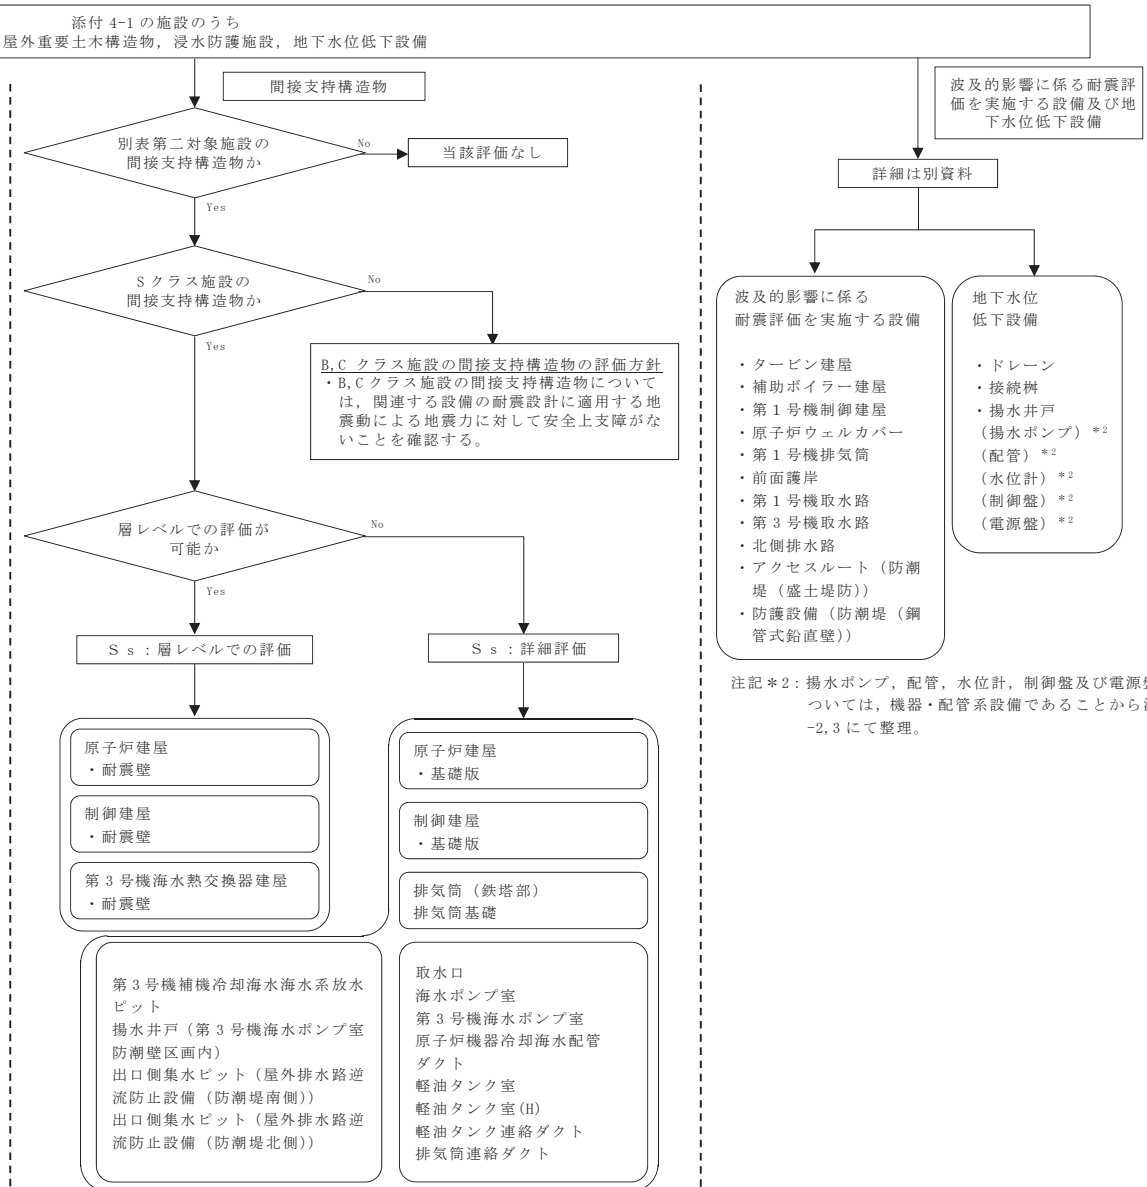 添付 4-1 の施設のうち
屋外重要土木構造物，浸水防護施設，地下水位低下設備
間接支持構造物
別表第二対象施設の
間接支持構造物か
No
当該評価なし
Yes
Sクラス施設の
間接支持構造物か
No
Yes
B,C クラス施設の間接支持構造物の評価方針
・B,Cクラス施設の間接支持構造物について
は，関連する設備の耐震設計に適用する地
震動による地震力に対して安全上支障がな
いことを確認する。
層レベルでの評価が
可能か
No
Yes
Ｓｓ：層レベルでの評価
Ｓｓ：詳細評価
原子炉建屋
・耐震壁
制御建屋
・耐震壁
第３号機海水熱交換器建屋
・耐震壁
原子炉建屋
・基礎版
制御建屋
・基礎版
排気筒（鉄塔部）
排気筒基礎
第３号機補機冷却海水海水系放水
ピット
揚水井戸（第３号機海水ポンプ室
防潮壁区画内）
出口側集水ピット（屋外排水路逆
流防止設備（防潮堤南側））
出口側集水ピット（屋外排水路逆
流防止設備（防潮堤北側））
取水口
海水ポンプ室
第３号機海水ポンプ室
原子炉機器冷却海水配管
ダクト
軽油タンク室
軽油タンク室(H)
軽油タンク連絡ダクト
排気筒連絡ダクト
波及的影響に係る耐震評
価を実施する設備及び地
下水位低下設備
詳細は別資料
波及的影響に係る
耐震評価を実施する設備
・タービン建屋
・補助ボイラー建屋
・第１号機制御建屋
・原子炉ウェルカバー
・第１号機排気筒
・前面護岸
・第１号機取水路
・第３号機取水路
・北側排水路
・アクセスルート（防潮
堤（盛土堤防））
・防護設備（防潮堤（鋼
管式鉛直壁））
地下水位
低下設備
・ドレーン
・接続桝
・揚水井戸
（揚水ポンプ）＊2
（配管）＊2
（水位計）＊2
（制御盤）＊2
（電源盤）＊2
注記＊2：揚水ポンプ，配管，水位計，制御盤及び電源
ついては，機器・配管系設備であることから
-2,3 にて整理。